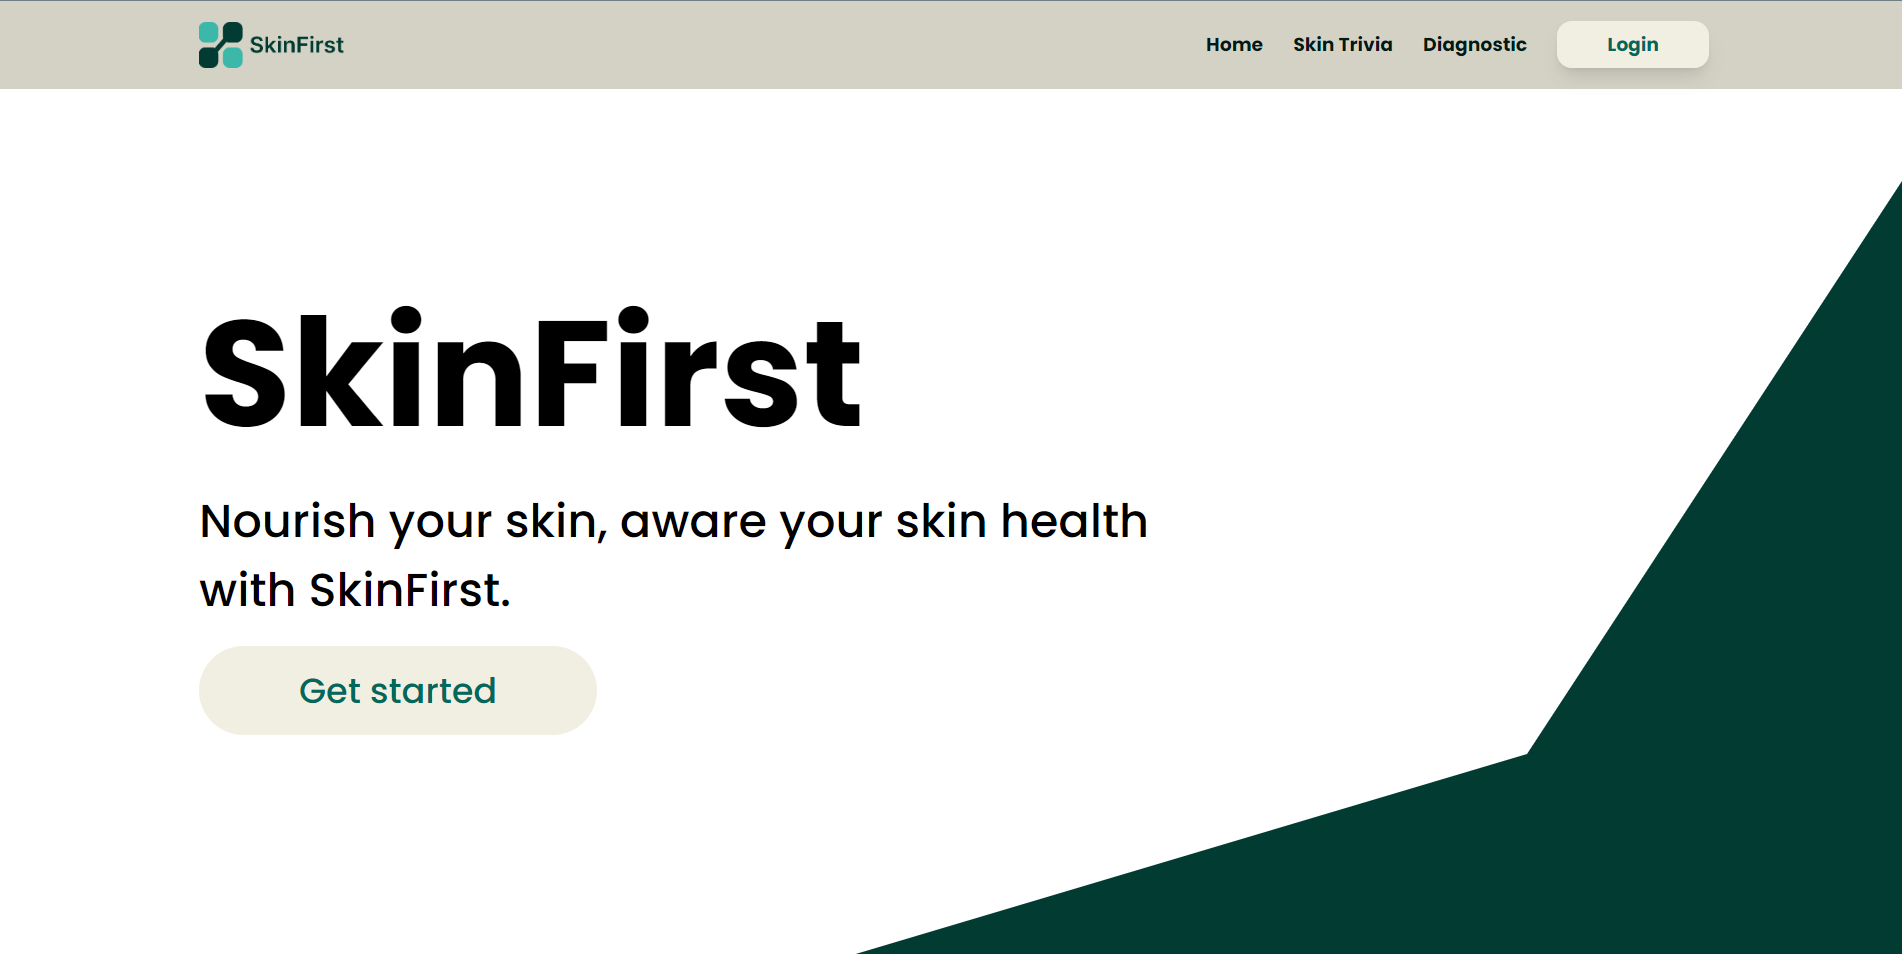 SkinFirst
Home
Skin Trivia
Diagnostic
Login
SkinFirst
Nourish your skin, aware your skin health
with SkinFirst.
Get started